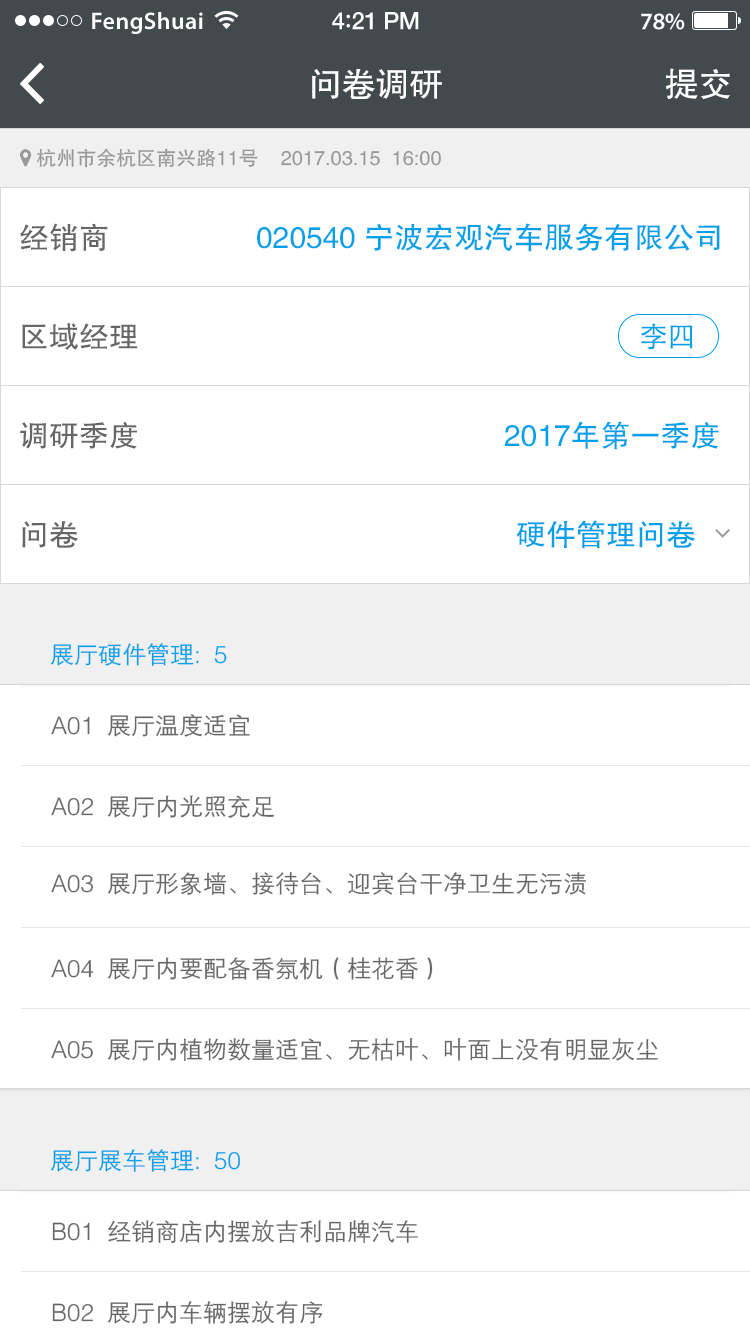 FengShuai 4:21 PM 78%
问卷调研 提交
杭州市余杭区南兴路11号 2017.03.15 16:00
经销商 020540 宁波宏观汽车服务有限公司
区域经理 李四
调研季度 2017年第一季度
问卷 硬件管理问卷
展厅硬件管理: 5
A01 展厅温度适宜
A02 展厅内光照充足
A03 展厅形象墙、接待台、迎宾台干净卫生无污渍
A04 展厅内要配备香氛机（桂花香）
A05 展厅内植物数量适宜、无枯叶、叶面上没有明显灰尘
展厅展车管理: 50
B01 经销商店内摆放吉利品牌汽车
B02 展厅内车辆摆放有序